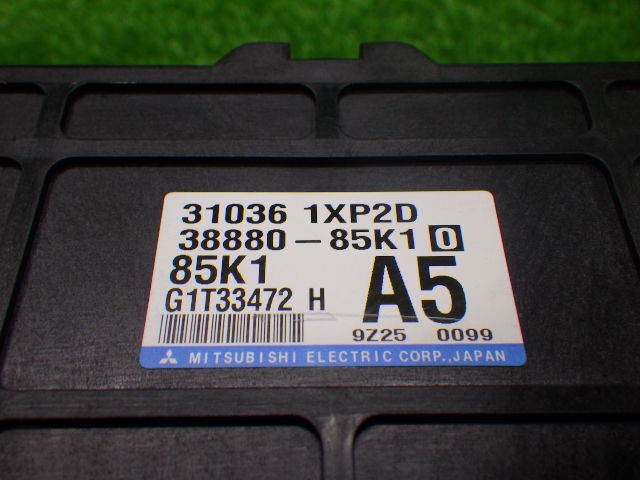 31036 1XP2D
38880-85K1 0
85K1 A5
G1T33472 H
9Z25 0099
MITSUBISHI ELECTRIC CORP., JAPAN